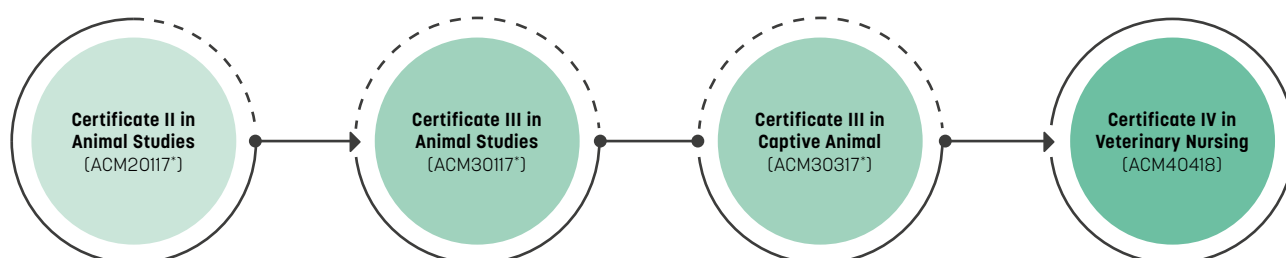 Certificate II in
Animal Studies
(ACM20117*)
Certificate III in
Animal Studies
(ACM30117*)
Certificate III in
Captive Animal
(ACM30317*)
Certificate IV in
Veterinary Nursing
(ACM40418)